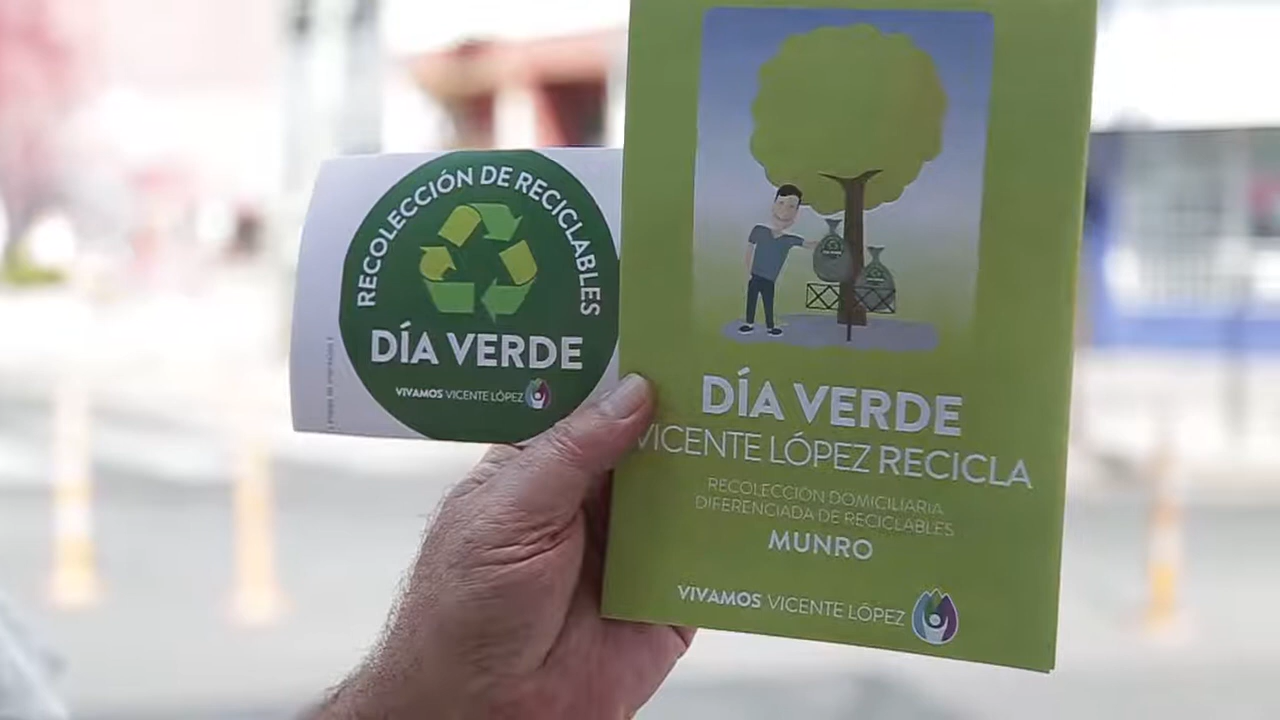 RECOLECCIÓN DE RECICLABLES
DÍA VERDE
VIVAMOS VICENTE LÓPEZ
DÍA VERDE
VICENTE LÓPEZ RECICLA
RECOLECCIÓN DOMICILIARIA
DIFERENCIADA DE RECICLABLES
MUNRO
VIVAMOS VICENTE LÓPEZ